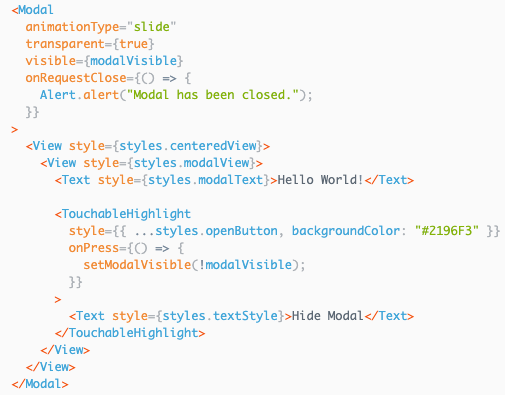 <Modal
  animationType="slide"
  transparent={true}
  visible={modalVisible}
  onRequestClose={() => {
    Alert.alert("Modal has been closed.");
  }}
>
  <View style={styles.centeredView}>
    <View style={styles.modalView}>
      <Text style={styles.modalText}>Hello World!</Text>

      <TouchableHighlight
        style={{ ...styles.openButton, backgroundColor: "#2196F3" }}
        onPress={() => {
          setModalVisible(!modalVisible);
        }}
      >
        <Text style={styles.textStyle}>Hide Modal</Text>
      </TouchableHighlight>
    </View>
  </View>
</Modal>